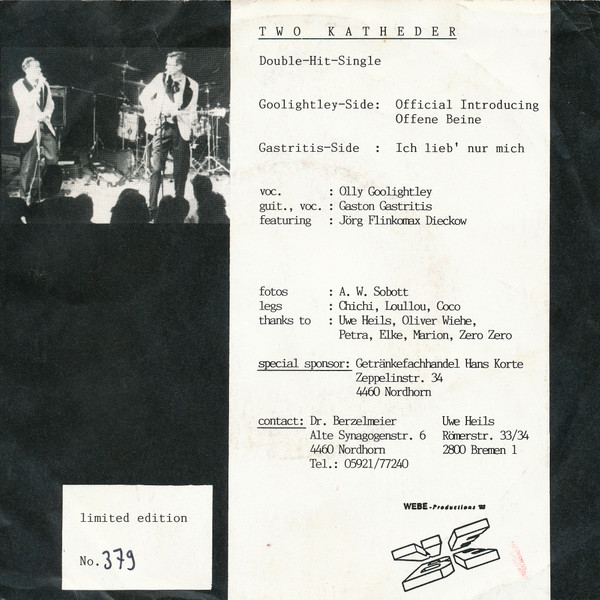 TWO KATHEDER
Double-Hit-Single
Goolightley-Side: Official Introducing
Offene Beine
Gastritis-Side : Ich lieb' nur mich
voc. : Olly Goolightley
guit., voc. : Gaston Gastritis
featuring : Jörg Flinkomax Dieckow
fotos : A. W. Sobott
legs : Chichi, Loullou, Coco
thanks to : Uwe Heils, Oliver Wiehe,
Petra, Elke, Marion, Zero Zero
special sponsor: Getränkefachhandel Hans Korte
Zeppelinstr. 34
4460 Nordhorn
contact: Dr. Berzelmeier Uwe Heils
Alte Synagogenstr. 6 Römerstr. 33/34
4460 Nordhorn 2800 Bremen 1
Tel.: 05921/77240
WEBE-Productions
limited edition
No. 379